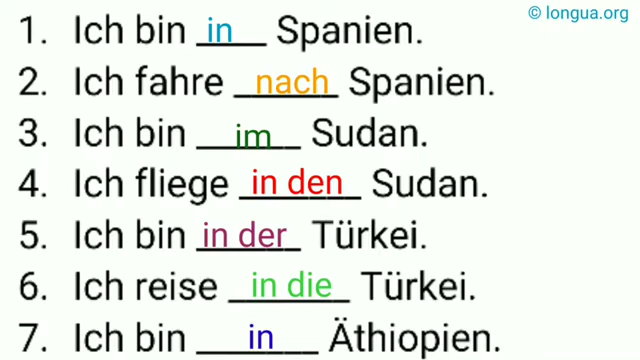 © longua.org
1. Ich bin in Spanien.
2. Ich fahre nach Spanien.
3. Ich bin im Sudan.
4. Ich fliege in den Sudan.
5. Ich bin in der Türkei.
6. Ich reise in die Türkei.
7. Ich bin in Äthiopien.